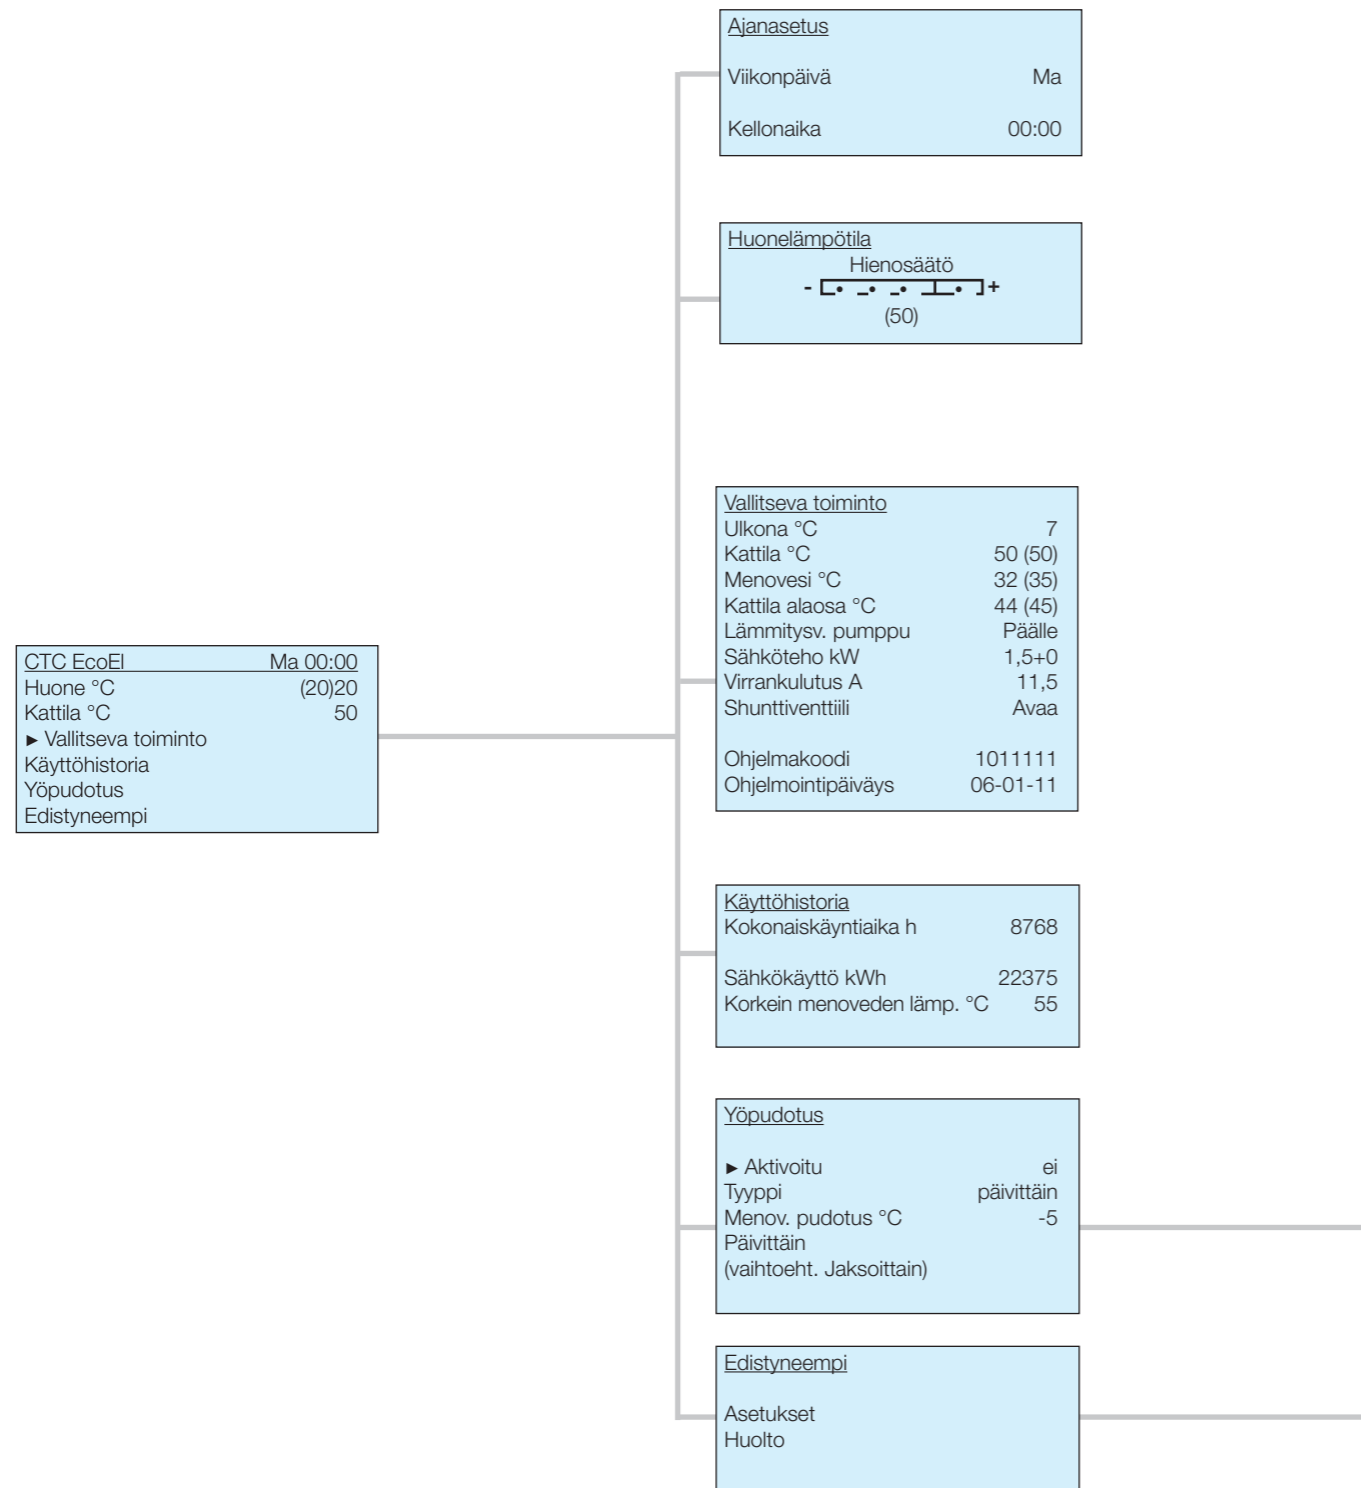 Ajanasetus
Viikonpäivä Ma
Kellonaika 00:00
Huonelämpötila
Hienosäätö
- +
(50)
Vallitseva toiminto
Ulkona °C 7
Kattila °C 50 (50)
Menovesi °C 32 (35)
Kattila alaosa °C 44 (45)
Lämmitysv. pumppu Päälle
Sähköteho kW 1,5+0
Virrankulutus A 11,5
Shunttiventtiili Avaa
Ohjelmakoodi 1011111
Ohjelmointipäiväys 06-01-11
CTC EcoEl Ma 00:00
Huone °C (20)20
Kattila °C 50
► Vallitseva toiminto
Käyttöhistoria
Yöpudotus
Edistyneempi
Käyttöhistoria
Kokonaiskäyntiaika h 8768
Sähkökäyttö kWh 22375
Korkein menoveden lämp. °C 55
Yöpudotus
► Aktivoitu ei
Tyyppi päivittäin
Menov. pudotus °C -5
Päivittäin
(vaihtoeht. Jaksoittain)
Edistyneempi
Asetukset
Huolto